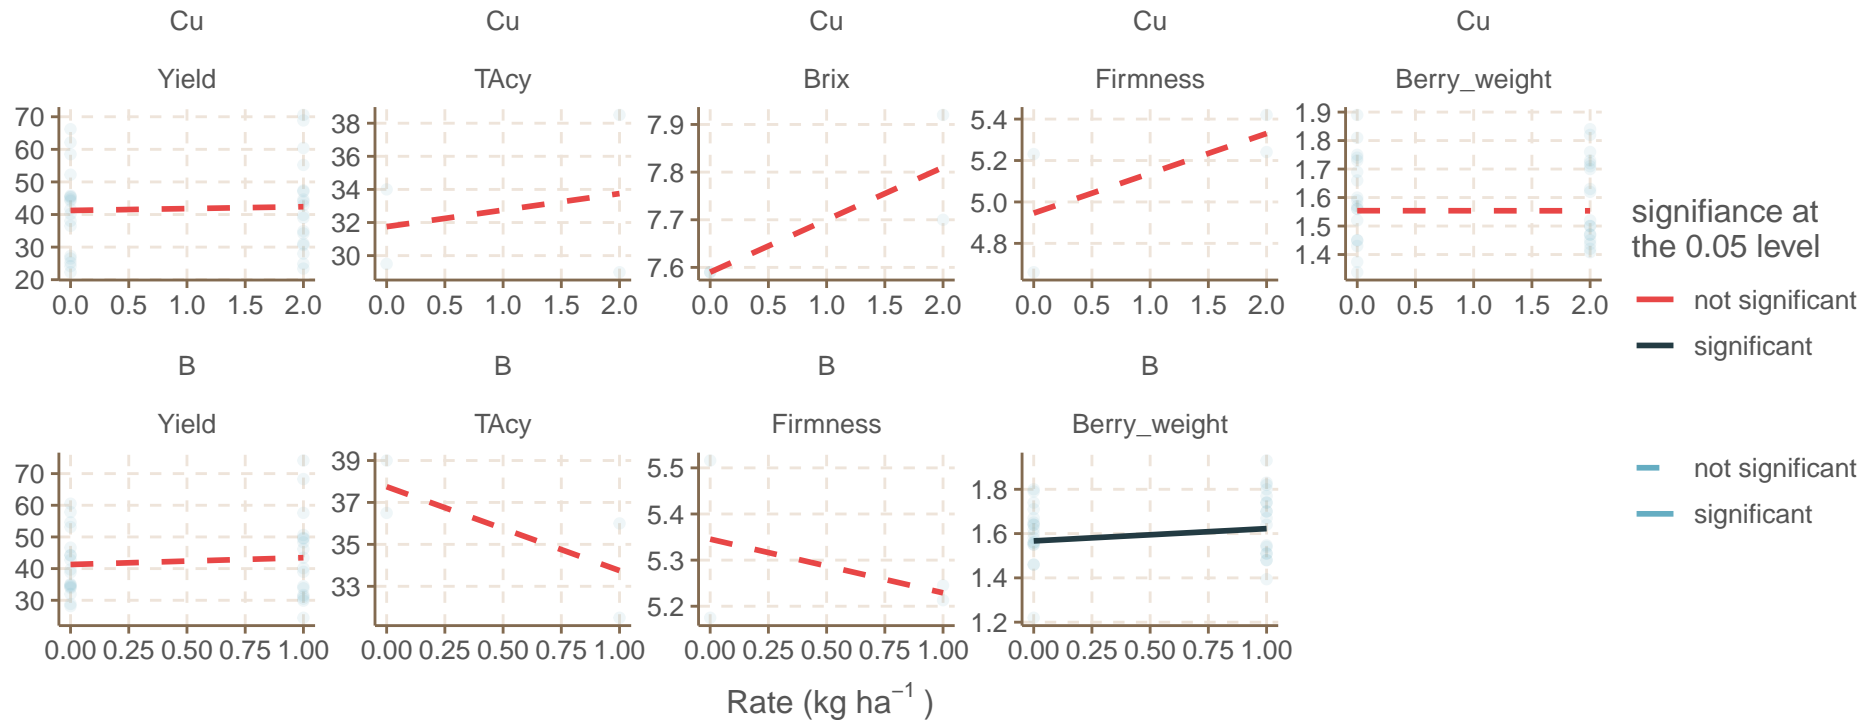 Cu Cu Cu Cu Cu
Yield TAcy Brix Firmness Berry_weight
70 60 50 40 30 20
38 36 34 32 30
7.9 7.8 7.7 7.6
5.4 5.2 5.0 4.8
1.9 1.8 1.7 1.6 1.5 1.4
0.0 0.5 1.0 1.5 2.0 0.0 0.5 1.0 1.5 2.0 0.0 0.5 1.0 1.5 2.0 0.0 0.5 1.0 1.5 2.0 0.0 0.5 1.0 1.5 2.0
B B B B
Yield TAcy Firmness Berry_weight
70 60 50 40 30
39 37 35 33
5.5 5.4 5.3 5.2
1.8 1.6 1.4 1.2
0.00 0.25 0.50 0.75 1.00 0.00 0.25 0.50 0.75 1.00 0.00 0.25 0.50 0.75 1.00 0.00 0.25 0.50 0.75 1.00
Rate (kg ha⁻¹ )
signifiance at
the 0.05 level
not significant
significant
not significant
significant